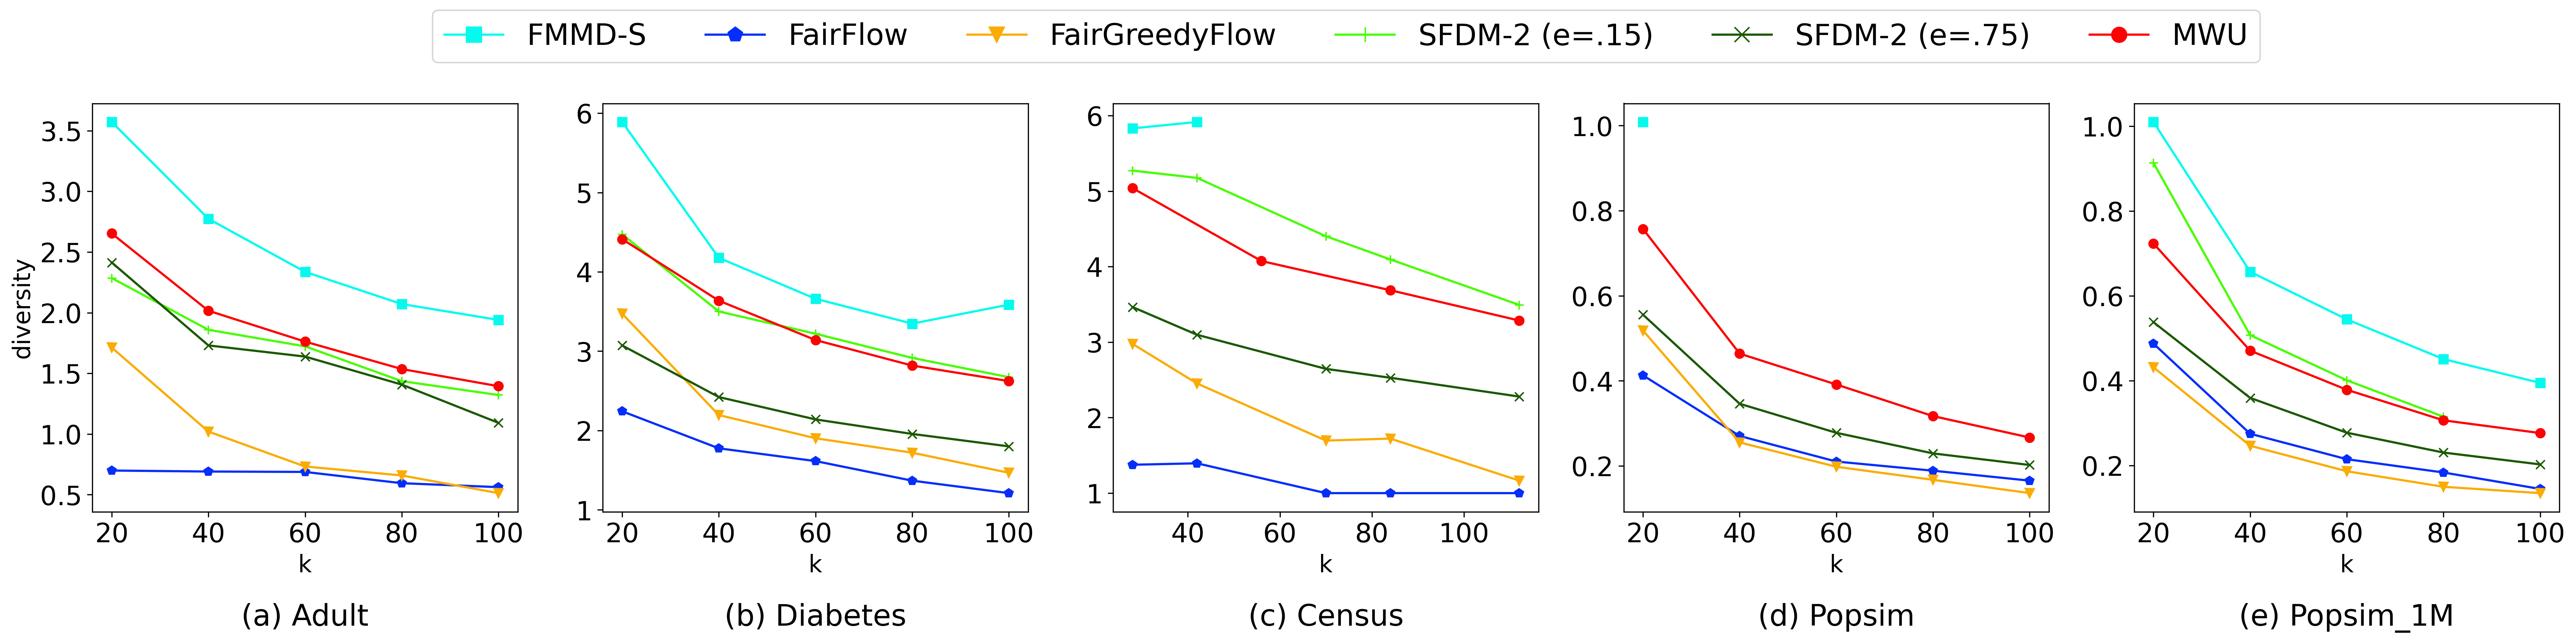 FMMD-S FairFlow FairGreedyFlow SFDM-2 (e=.15) SFDM-2 (e=.75) MWU
diversity
3.5
3.0
2.5
2.0
1.5
1.0
0.5
20 40 60 80 100
k
(a) Adult
6
5
4
3
2
1
20 40 60 80 100
k
(b) Diabetes
6
5
4
3
2
1
40 60 80 100
k
(c) Census
1.0
0.8
0.6
0.4
0.2
20 40 60 80 100
k
(d) Popsim
1.0
0.8
0.6
0.4
0.2
20 40 60 80 100
k
(e) Popsim_1M